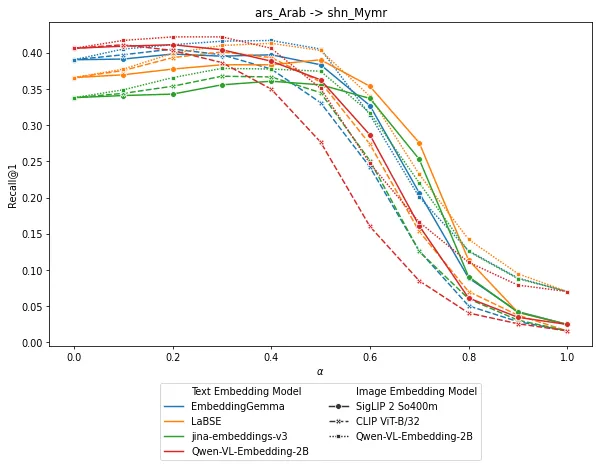 ars_Arab -> shn_Mymr
Recall@1
0.40
0.35
0.30
0.25
0.20
0.15
0.10
0.05
0.00
0.0 0.2 0.4 0.6 0.8 1.0
α
Text Embedding Model
EmbeddingGemma
LaBSE
jina-embeddings-v3
Qwen-VL-Embedding-2B
Image Embedding Model
SigLIP 2 So400m
CLIP ViT-B/32
Qwen-VL-Embedding-2B